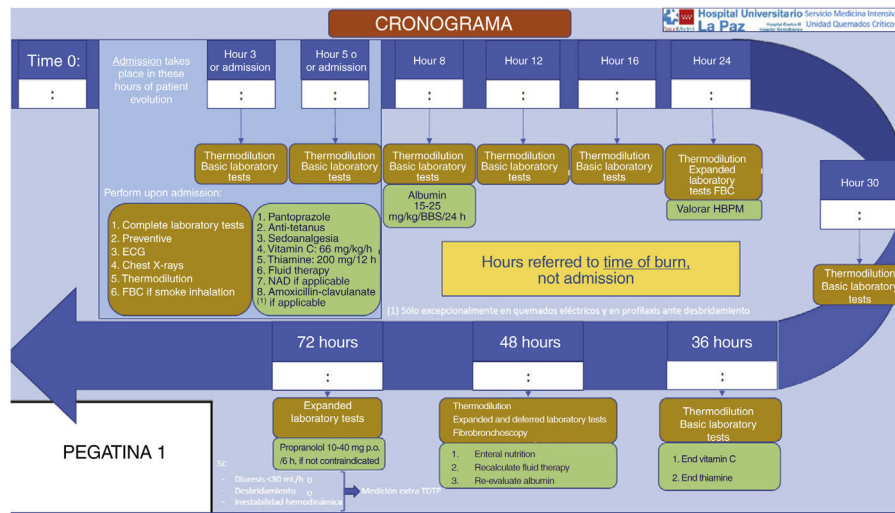 CRONOGRAMA
Hospital Universitario
La Paz
Hospital Carlos III
Hospital Cantoblanco
SaludMadrid
Servicio Medicina Intensiva
Unidad Quemados Críticos
Time 0:
:
Admission takes
place in these
hours of patient
evolution
Hour 3
or admission
:
Hour 5 o
or admission
:
Hour 8
:
Hour 12
:
Hour 16
:
Hour 24
:
Thermodilution
Basic laboratory
tests
Thermodilution
Basic laboratory
tests
Thermodilution
Basic laboratory
tests
Albumin
15-25
mg/kg/BBS/24 h
Thermodilution
Basic laboratory
tests
Thermodilution
Basic laboratory
tests
Thermodilution
Expanded
laboratory
tests FBC
Valorar HBPM
Hour 30
:
Thermodilution
Basic laboratory
tests
Perform upon admission:
1. Complete laboratory tests
2. Preventive
3. ECG
4. Chest X-rays
5. Thermodilution
6. FBC if smoke inhalation
1. Pantoprazole
2. Anti-tetanus
3. Sedoanalgesia
4. Vitamin C: 66 mg/kg/h
5. Thiamine: 200 mg/12 h
6. Fluid therapy
7. NAD if applicable
8. Amoxicillin-clavulanate
(1) if applicable
Hours referred to time of burn,
not admission
(1) Sólo excepcionalmente en quemados eléctricos y en profilaxis ante desbridamiento
72 hours
:
48 hours
:
36 hours
:
Expanded
laboratory tests
Propranolol 10-40 mg p.o.
/6 h, if not contraindicated
Thermodilution
Expanded and deferred laboratory tests
Fibrobronchoscopy
1. Enteral nutrition
2. Recalculate fluid therapy
3. Re-evaluate albumin
Thermodilution
Basic laboratory
tests
1. End vitamin C
2. End thiamine
PEGATINA 1
Si:
- Diuresis <30 mL/h o
- Desbridamiento o
- Inestabilidad hemodinámica
Medición extra TDTP